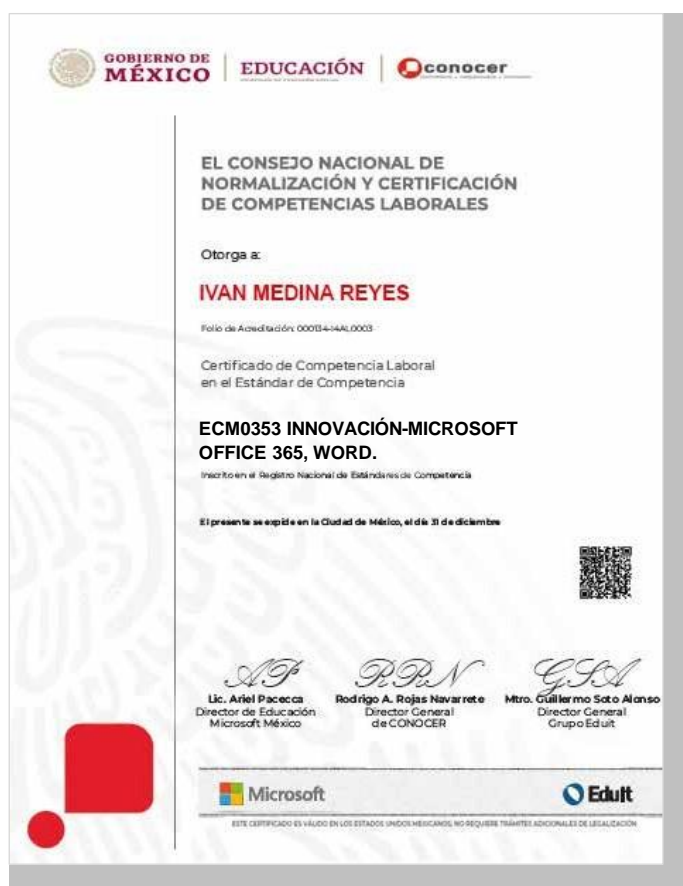 GOBIERNO DE
MÉXICO
EDUCACIÓN
conocer
EL CONSEJO NACIONAL DE
NORMALIZACIÓN Y CERTIFICACIÓN
DE COMPETENCIAS LABORALES
Otorga a:
IVAN MEDINA REYES
Folio de Acreditación: 000134-14AL0003
Certificado de Competencia Laboral
en el Estándar de Competencia
ECM0353 INNOVACIÓN-MICROSOFT
OFFICE 365, WORD.
Inscrito en el Registro Nacional de Estándares de Competencia
El presente se expide en la Ciudad de México, el día 31 de diciembre
AP RRN GSA
Lic. Ariel Pacecca Rodrigo A. Rojas Navarrete Mtro. Guillermo Soto Alonso
Director de Educación Director General Director General
Microsoft México de CONOCER Grupo Eduit
Microsoft EduIt
ESTE CERTIFICADO ES VÁLIDO EN LOS ESTADOS UNIDOS MEXICANOS, NO REQUIERE TRÁMITES ADICIONALES DE LEGALIZACIÓN